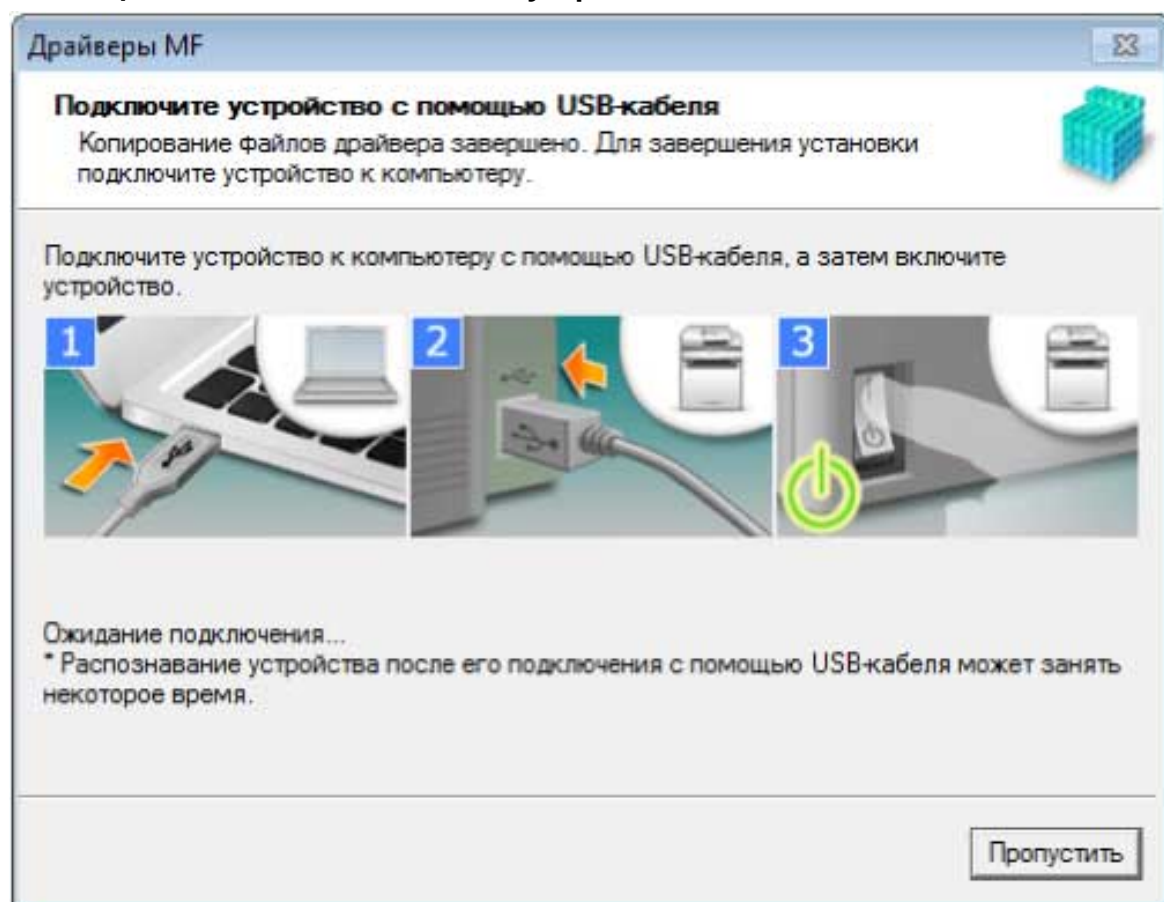 Драйверы MF
Подключите устройство с помощью USB-кабеля
Копирование файлов драйвера завершено. Для завершения установки
подключите устройство к компьютеру.
Подключите устройство к компьютеру с помощью USB-кабеля, а затем включите
устройство.
1 2 3
Ожидание подключения...
* Распознавание устройства после его подключения с помощью USB-кабеля может занять
некоторое время.
Пропустить